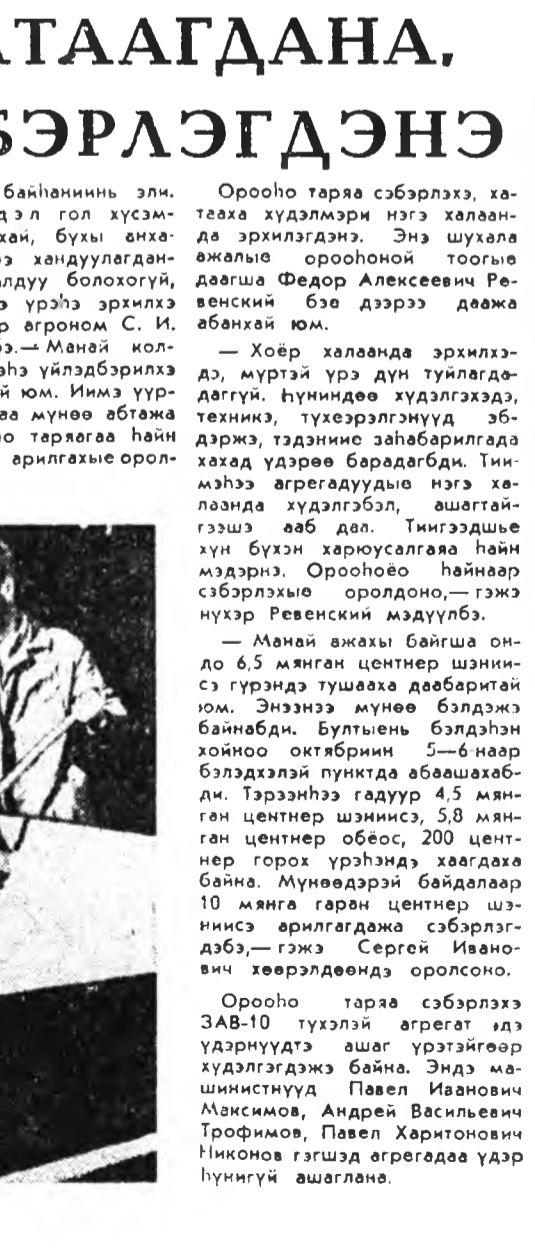 АТААГДАНА,
БЭРЛЭГДЭНЭ
байһаниинь эли.
дэл гол хүсэм-
хай, бүхы анха-
хандуулагдан-
алдуу болохогүй,
үрэһэ эрхилхэ
агроном С. И.
бэ.— Манай кол-
үйлэдбэрилхэ
й юм. Иимэ үүр-
мүнөө абтажа
таряагаа һайн
арилгахые орол-
Орооһо таряа сэбэрлэхэ, ха-
тааха хүдэлмэри нэгэ халаан-
да эрхилэгдэнэ. Энэ шухала
ажалые орооһоной тоогые
даагша Федор Алексеевич Ре-
венский бэе дээрээ даажа
абанхай юм.
— Хоёр халаанда эрхилхэ-
дэ, мүртэй үрэ дүн туйлагда-
даггүй. Һүниндөө хүдэлгэхэдэ,
техникэ, түхеэрэлгэнүүд эб-
дэржэ, тэдэниие заһабарилгада
хахад үдэрөө барадагбди. Тии-
мэһээ агрегадуудые нэгэ ха-
лаанда хүдэлгэбэл, ашагтай-
гээшэ ааб даа. Тиигээдшье
хүн бүхэн харюусалгаяа һайн
мэдэрнэ. Орооһоёо һайнаар
сэбэрлэхые оролдоно,— гэжэ
нүхэр Ревенский мэдүүлбэ.
— Манай ажахы байгша он-
до 6,5 мянган центнер шэнии-
сэ гүрэндэ тушааха даабаритай
юм. Энээнээ мүнөө бэлдэжэ
байнабди. Бултыень бэлдэһэн
хойноо октябриин 5—6 наар
бэлэдхэлэй пунктда абаашахаб-
ди. Тэрээнһээ гадуур 4,5 мян-
ган центнер шэниисэ, 5,8 мян-
ган центнер обёос, 200 цент-
нер горох үрэһэндэ хаагдаха
байна. Мүнөөдэрэй байдалаар
10 мянга гаран центнер шэ-
ниисэ арилгагдажа сэбэрлэг-
дэбэ,— гэжэ Сергей Ивано-
вич хөөрэлдөөндэ оролсоно.
Орооһо таряа сэбэрлэхэ
ЗАВ-10 түхэлэй агрегат эдэ
үдэрнүүдтэ ашаг үрэтэйгөөр
хүдэлгэгдэжэ байна. Эндэ ма-
шинистнууд Павел Иванович
Максимов, Андрей Васильевич
Трофимов, Павел Харитонович
Никонов гэгшэд агрегадаа үдэр
һүнигүй ашаглана.